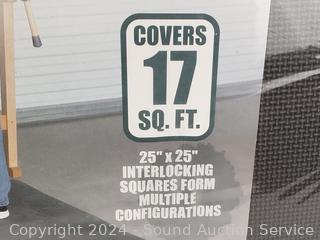 COVERS
17
SQ. FT.
25" x 25"
INTERLOCKING
SQUARES FORM
MULTIPLE
CONFIGURATIONS
Copyright 2024 - Sound Auction Service